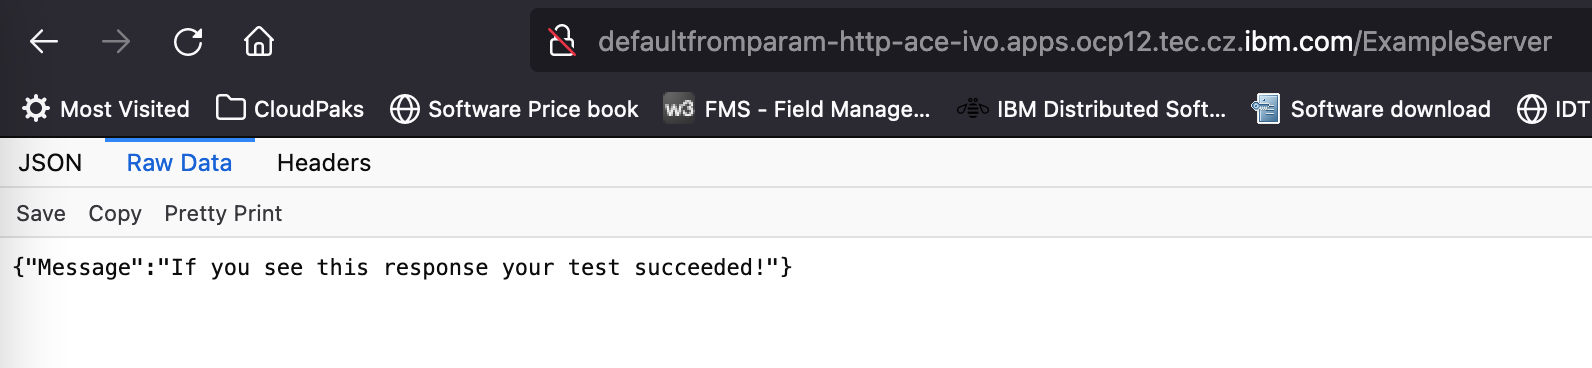 defaultfromparam-http-ace-ivo.apps.ocp12.tec.cz.ibm.com/ExampleServer
Most Visited CloudPaks Software Price book w3 FMS - Field Manage... IBM Distributed Soft... Software download IDT
JSON Raw Data Headers
Save Copy Pretty Print
{"Message":"If you see this response your test succeeded!"}